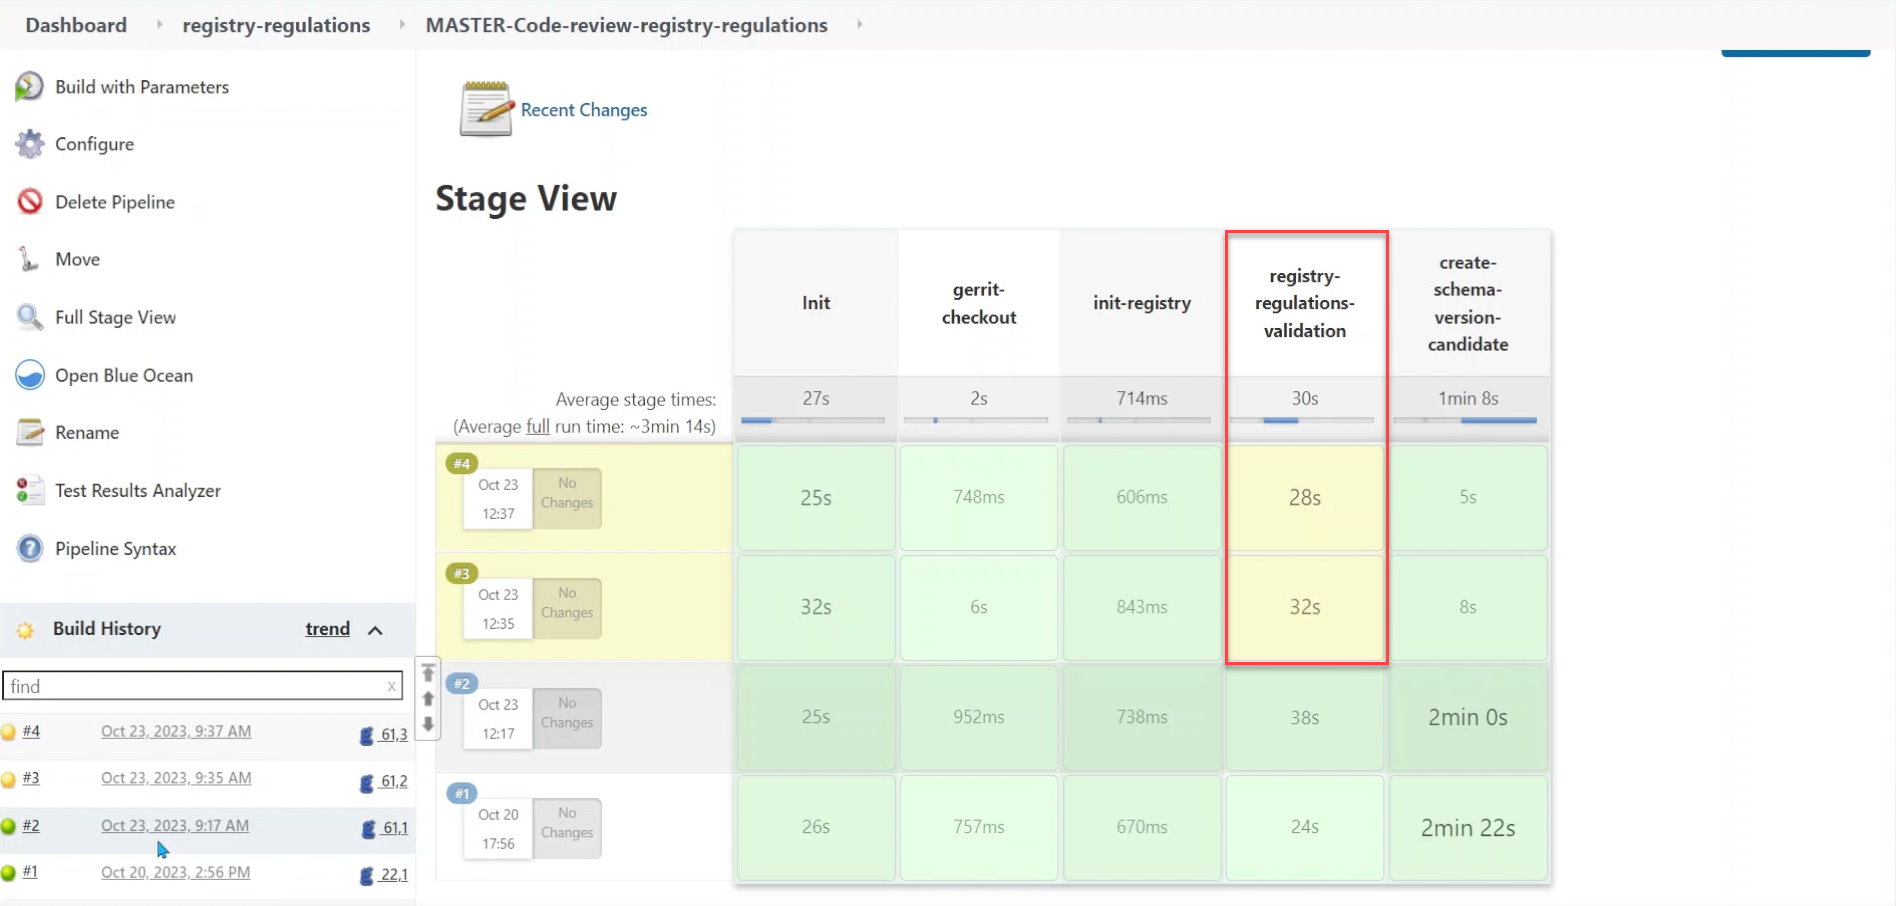 Dashboard
registry-regulations
MASTER-Code-review-registry-regulations
Build with Parameters
Configure
Delete Pipeline
Move
Full Stage View
Open Blue Ocean
Rename
Test Results Analyzer
Pipeline Syntax
Build History
trend
find
x
#4
Oct 23, 2023, 9:37 AM
61,3
#3
Oct 23, 2023, 9:35 AM
61,2
#2
Oct 23, 2023, 9:17 AM
61,1
#1
Oct 20, 2023, 2:56 PM
22,1
Recent Changes
Stage View
Init
gerrit-
checkout
init-registry
registry-
regulations-
validation
create-
schema-
version-
candidate
Average stage times:
(Average full run time: ~3min 14s)
27s
2s
714ms
30s
1min 8s
#4
Oct 23
12:37
No
Changes
25s
748ms
606ms
28s
5s
#3
Oct 23
12:35
No
Changes
32s
6s
843ms
32s
8s
#2
Oct 23
12:17
No
Changes
25s
952ms
738ms
38s
2min 0s
#1
Oct 20
17:56
No
Changes
26s
757ms
670ms
24s
2min 22s